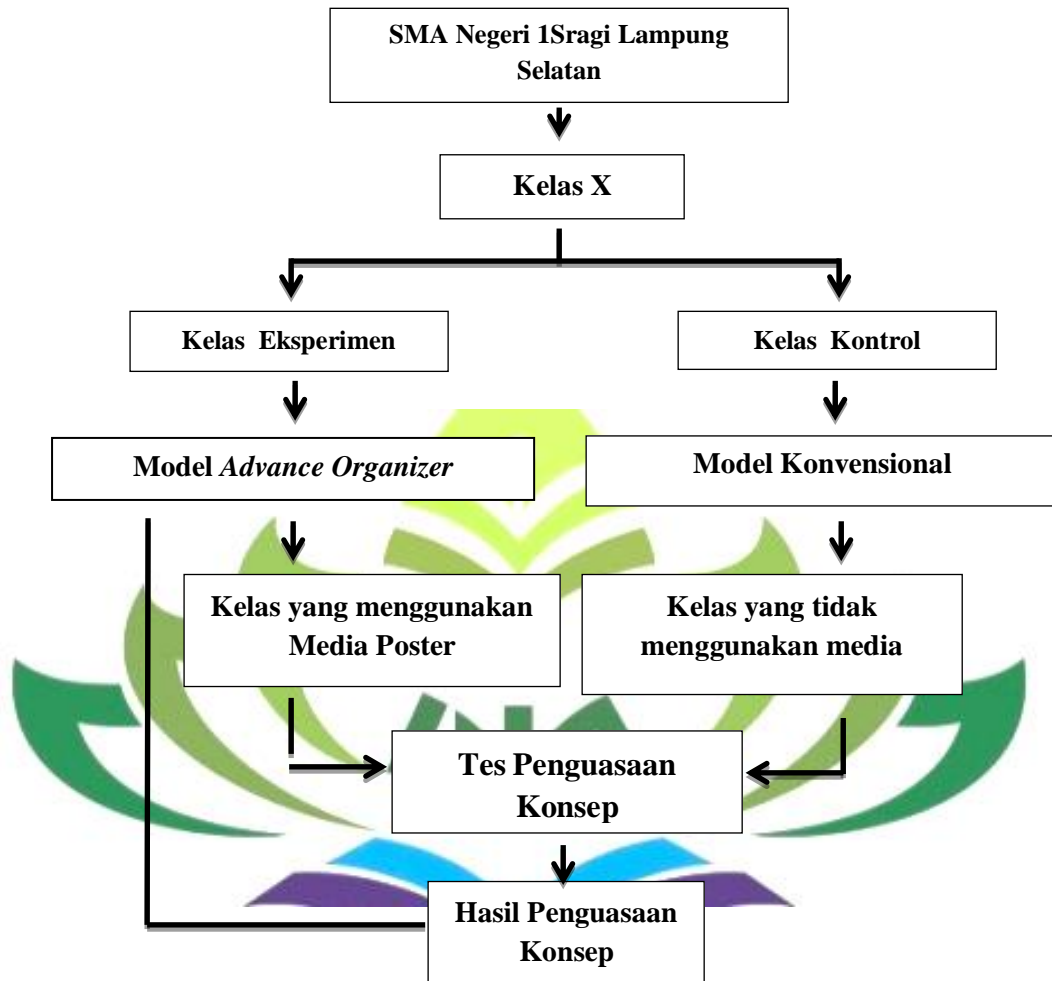 SMA Negeri 1Sragi Lampung
Selatan
Kelas X
Kelas Eksperimen
Kelas Kontrol
Model Advance Organizer
Model Konvensional
Kelas yang menggunakan
Media Poster
Kelas yang tidak
menggunakan media
Tes Penguasaan
Konsep
Hasil Penguasaan
Konsep